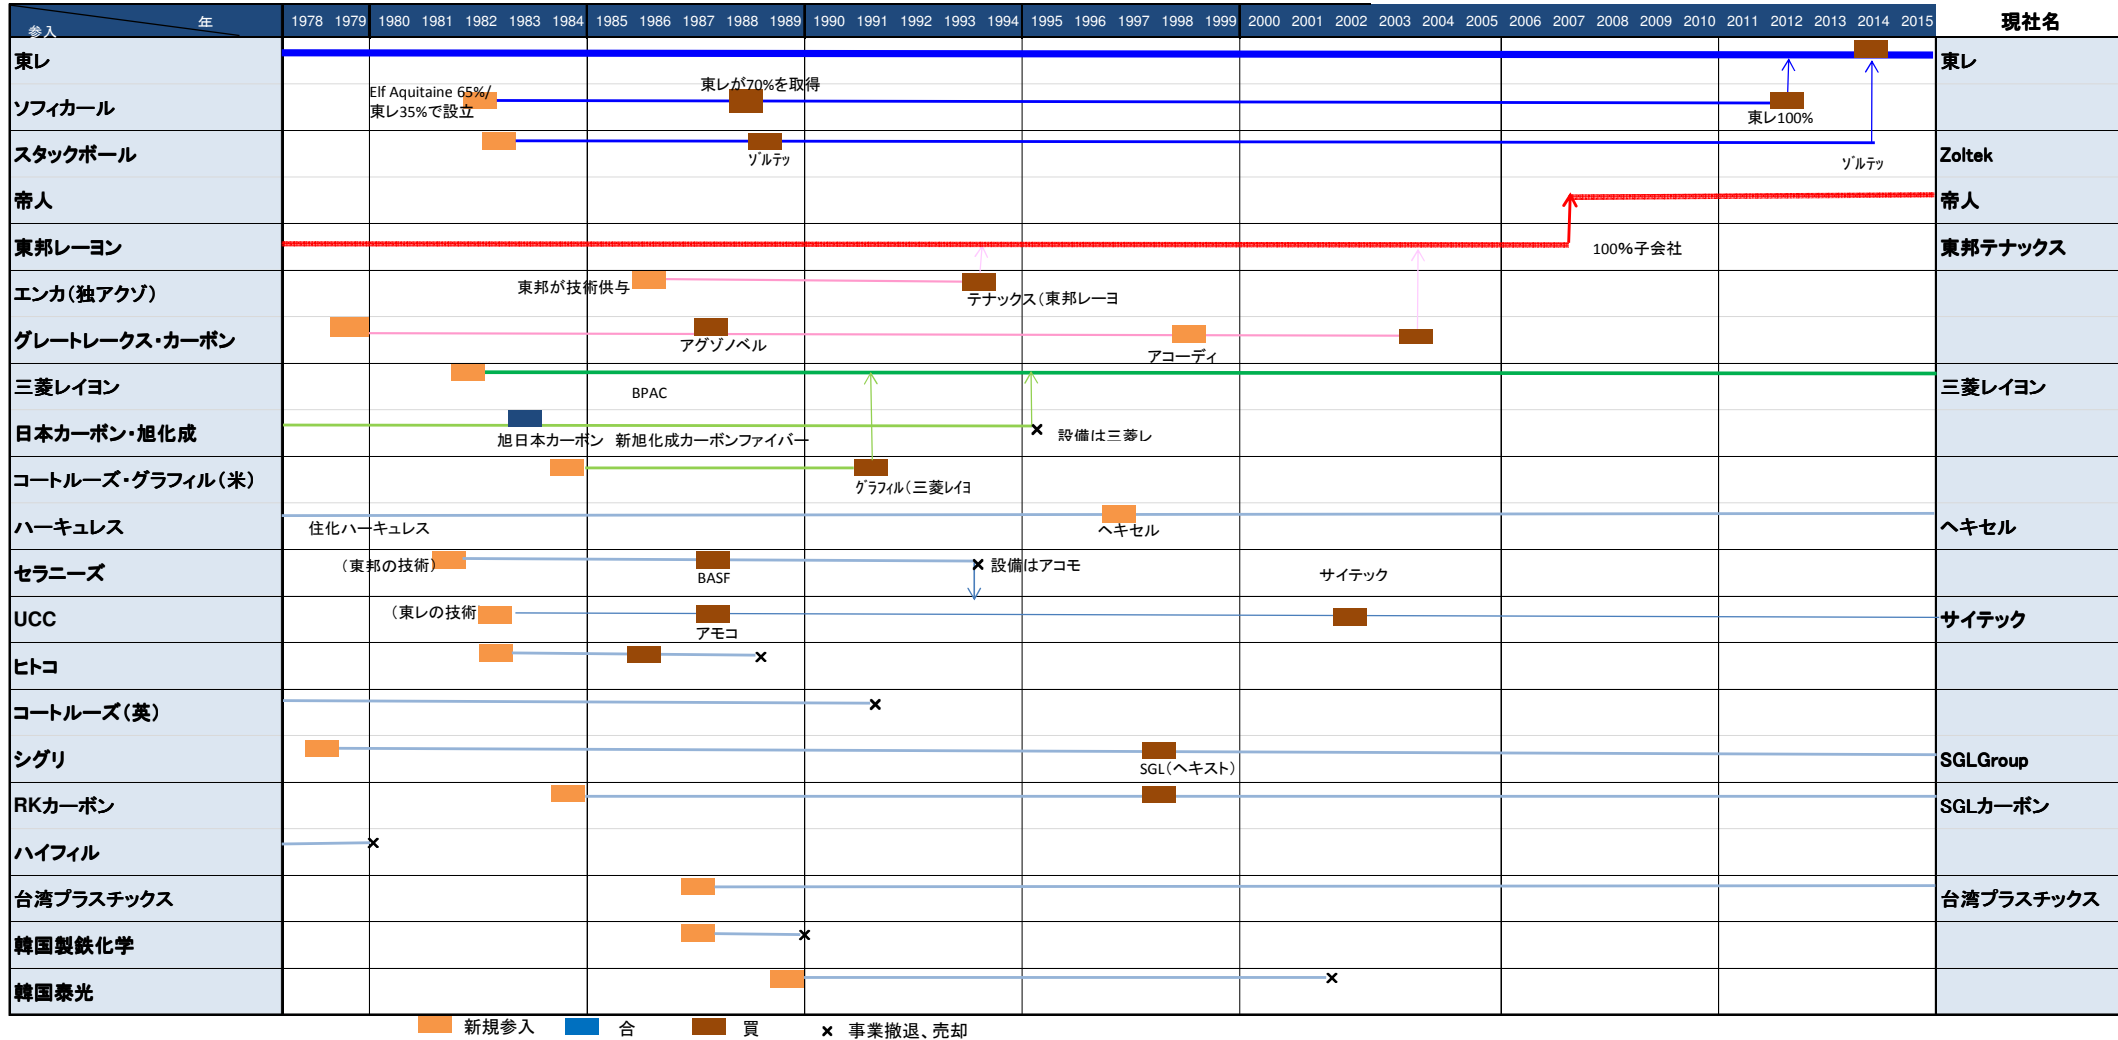 年
参入
1978 1979 1980 1981 1982 1983 1984 1985 1986 1987 1988 1989 1990 1991 1992 1993 1994 1995 1996 1997 1998 1999 2000 2001 2002 2003 2004 2005 2006 2007 2008 2009 2010 2011 2012 2013 2014 2015
現社名
東レ
東レ
ソフィカール
Elf Aquitaine 65%/
東レ35%で設立
東レが70%を取得
東レ100%
スタックポール
ゾルテッ
ゾルテッ
Zoltek
帝人
帝人
東邦レーヨン
100%子会社
東邦テナックス
エンカ(独アクゾ)
東邦が技術供与
テナックス(東邦レーヨ
グレートレークス・カーボン
アグゾノベル
アコーディ
三菱レイヨン
BPAC
三菱レイヨン
日本カーボン・旭化成
旭日本カーボン
新旭化成カーボンファイバー
設備は三菱レ
コートルーズ・グラフィル(米)
グラフィル(三菱レイヨ
ハーキュレス
住化ハーキュレス
ヘキセル
ヘキセル
セラニーズ
(東邦の技術)
BASF
設備はアコモ
サイテック
UCC
(東レの技術
アモコ
サイテック
ヒトコ
コートルーズ(英)
シグリ
SGL(ヘキスト)
SGLGroup
RKカーボン
SGLカーボン
ハイフィル
台湾プラスチックス
台湾プラスチックス
韓国製鉄化学
韓国泰光
新規参入
合
買
× 事業撤退、売却